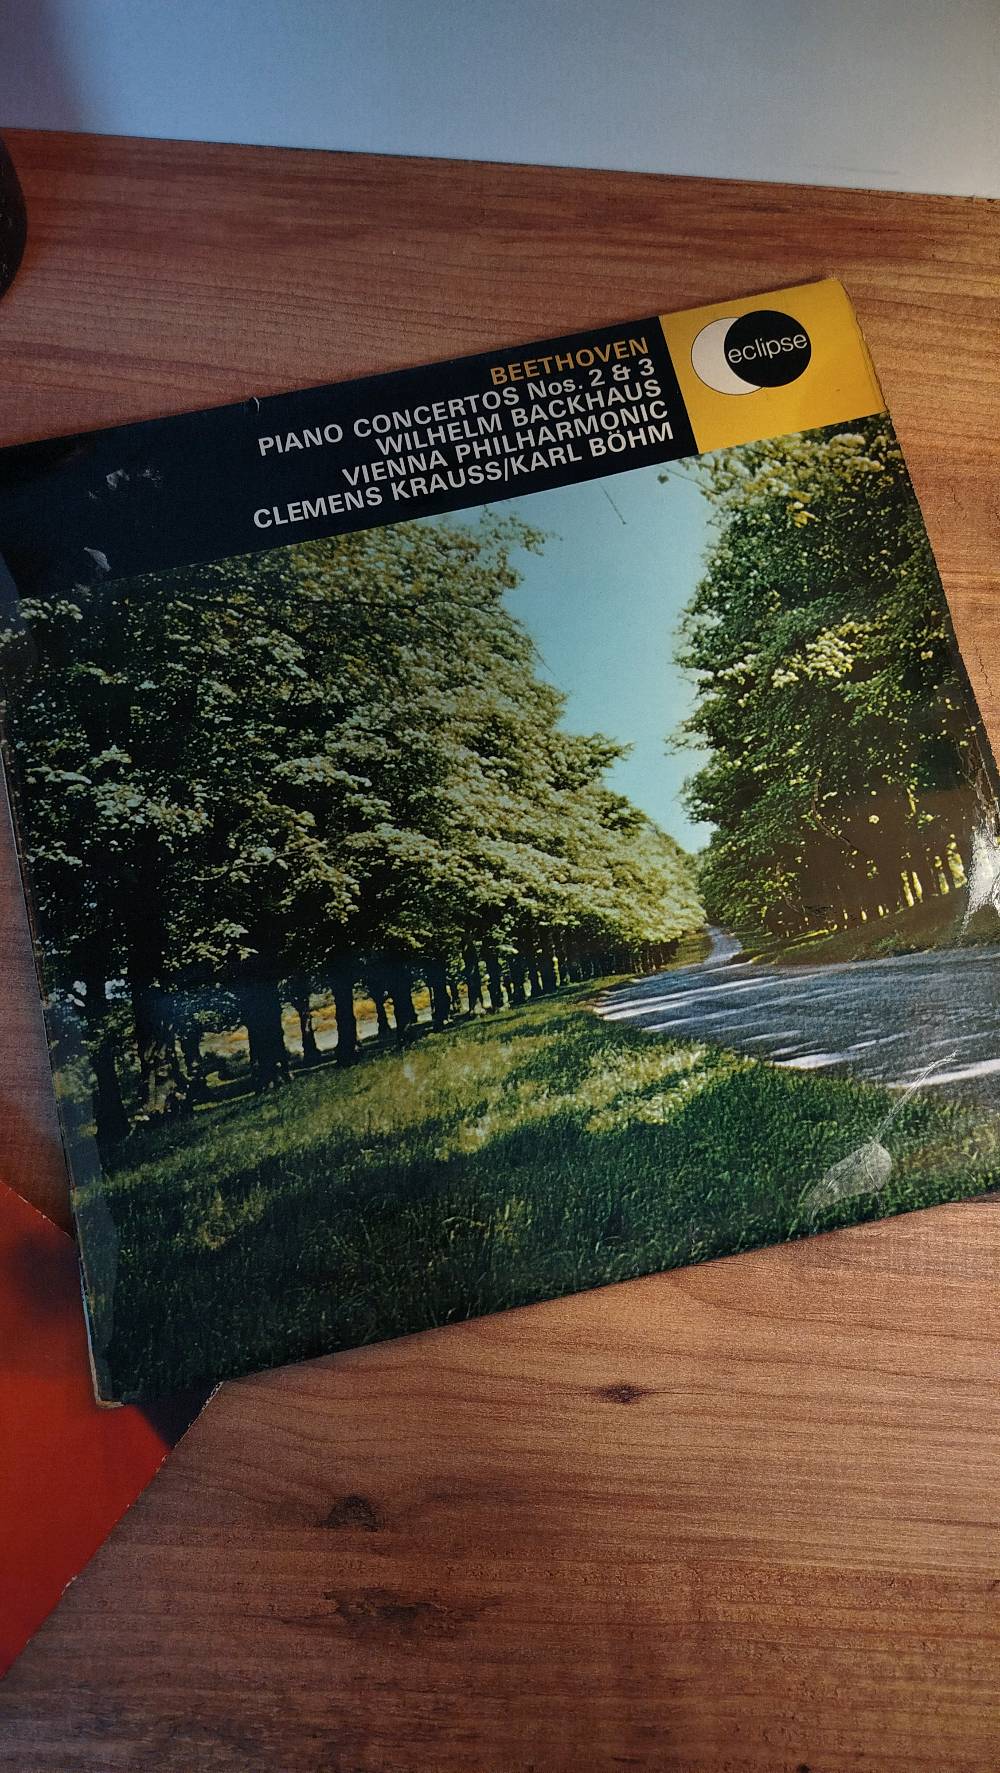 BEETHOVEN
PIANO CONCERTOS Nos. 2 & 3
WILHELM BACKHAUS
VIENNA PHILHARMONIC
CLEMENS KRAUSS/KARL BÖHM
eclipse